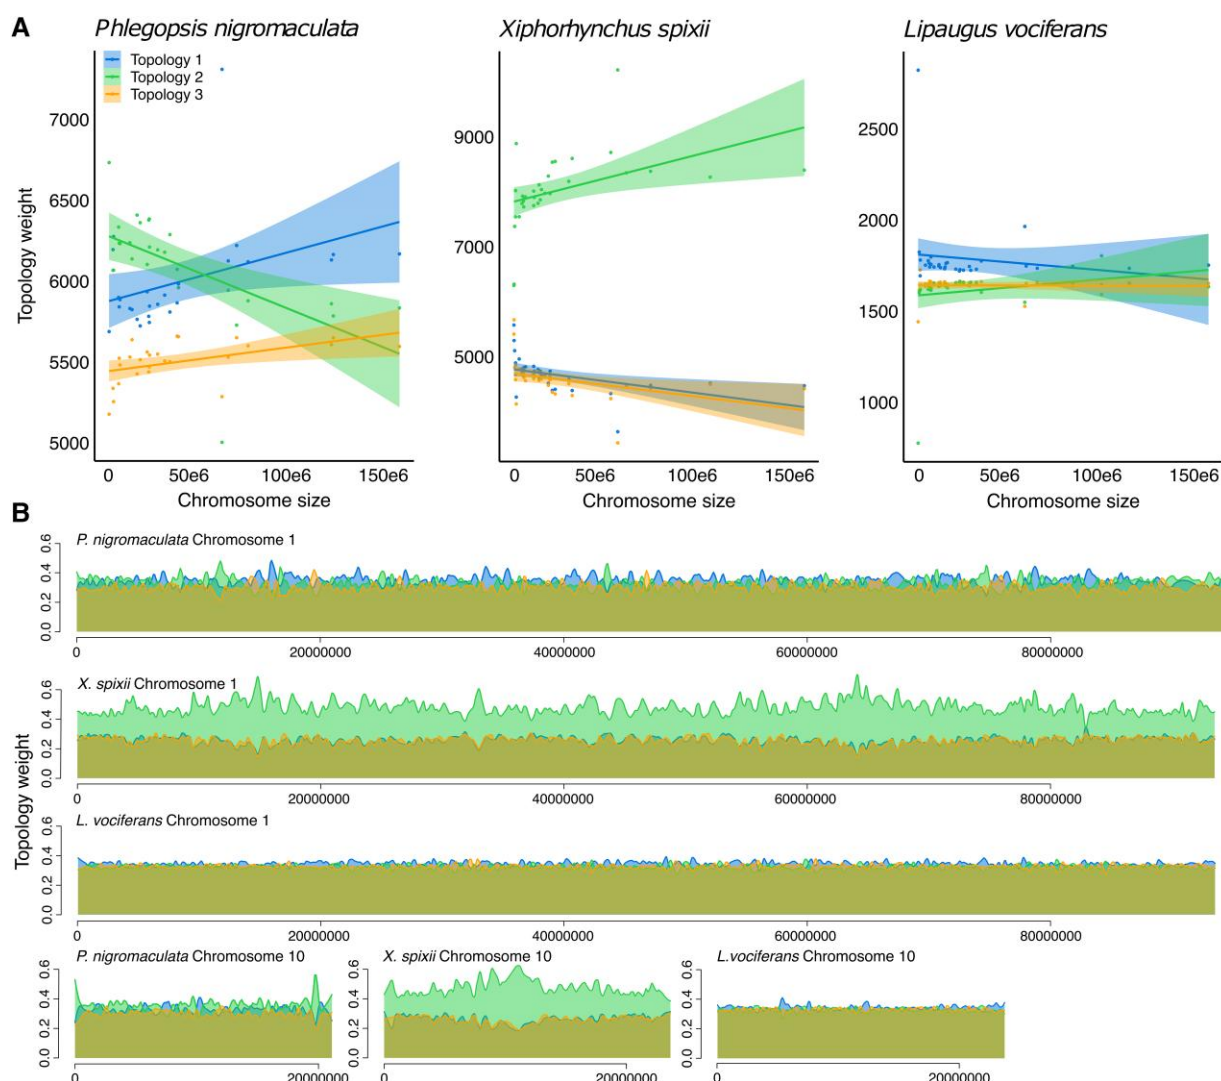 A
Phlegopsis nigromaculata
Xiphorhynchus spixii
Lipaugus vociferans
Topology 1
Topology 2
Topology 3
Topology weight
7000
6500
6000
5500
5000
0 50e6 100e6 150e6
Chromosome size
9000
7000
5000
0 50e6 100e6 150e6
Chromosome size
2500
2000
1500
1000
0 50e6 100e6 150e6
Chromosome size
B
Topology weight
P. nigromaculata Chromosome 1
0.6
0.4
0.2
0.0
0 20000000 40000000 60000000 80000000
X. spixii Chromosome 1
0.6
0.4
0.2
0.0
0 20000000 40000000 60000000 80000000
L. vociferans Chromosome 1
0.6
0.4
0.2
0.0
0 20000000 40000000 60000000 80000000
P. nigromaculata Chromosome 10
0.6
0.4
0.2
0.0
0 20000000
X. spixii Chromosome 10
0.6
0.4
0.2
0.0
0 20000000
L.vociferans Chromosome 10
0.6
0.4
0.2
0.0
0 20000000